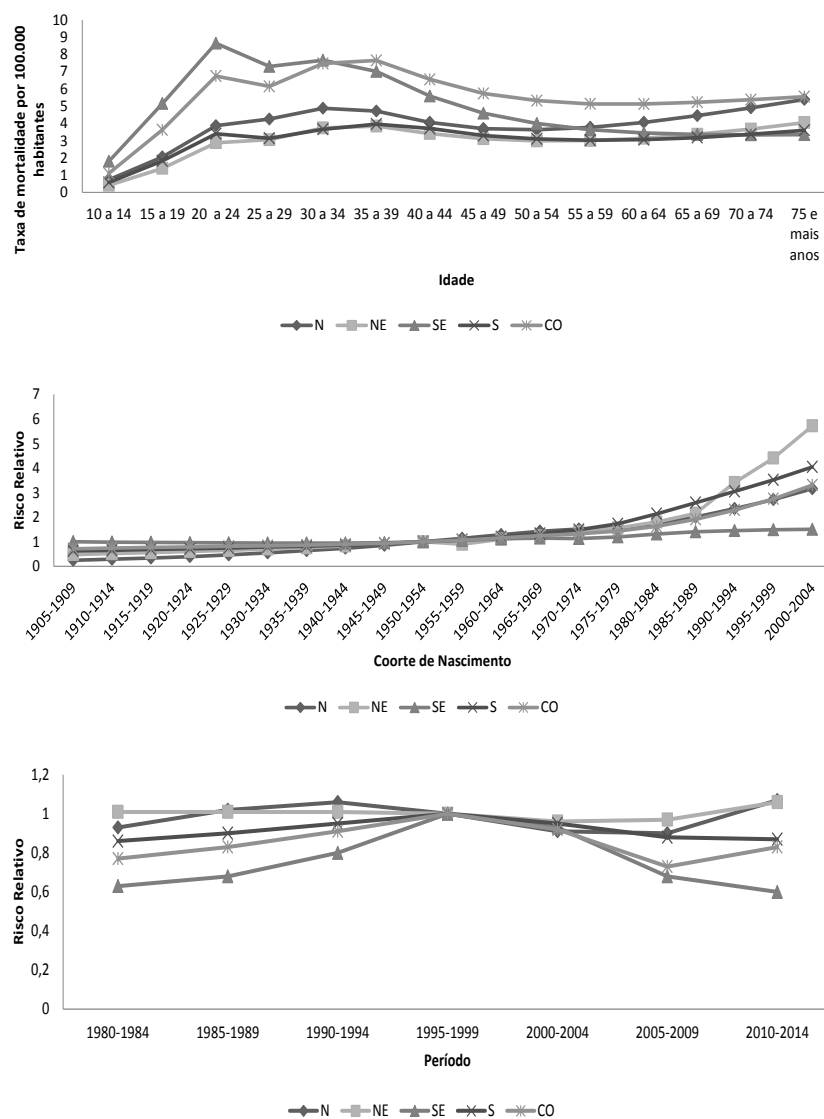 Taxa de mortalidade por 100.000
habitantes
10
9
8
7
6
5
4
3
2
1
0
10 a 14 15 a 19 20 a 24 25 a 29 30 a 34 35 a 39 40 a 44 45 a 49 50 a 54 55 a 59 60 a 64 65 a 69 70 a 74 75 e
mais
anos
Idade
N NE SE S CO
Risco Relativo
7
6
5
4
3
2
1
0
1905-1909 1910-1914 1915-1919 1920-1924 1925-1929 1930-1934 1935-1939 1940-1944 1945-1949 1950-1954 1955-1959 1960-1964 1965-1969 1970-1974 1975-1979 1980-1984 1985-1989 1990-1994 1995-1999 2000-2004
Coorte de Nascimento
N NE SE S CO
Risco Relativo
1,2
1
0,8
0,6
0,4
0,2
0
1980-1984 1985-1989 1990-1994 1995-1999 2000-2004 2005-2009 2010-2014
Período
N NE SE S CO